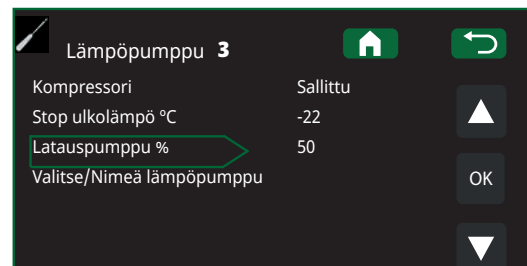 Lämpöpumppu 3
Kompressori Sallittu
Stop ulkolämpö °C -22
Latauspumppu % 50
Valitse/Nimeä lämpöpumppu
OK